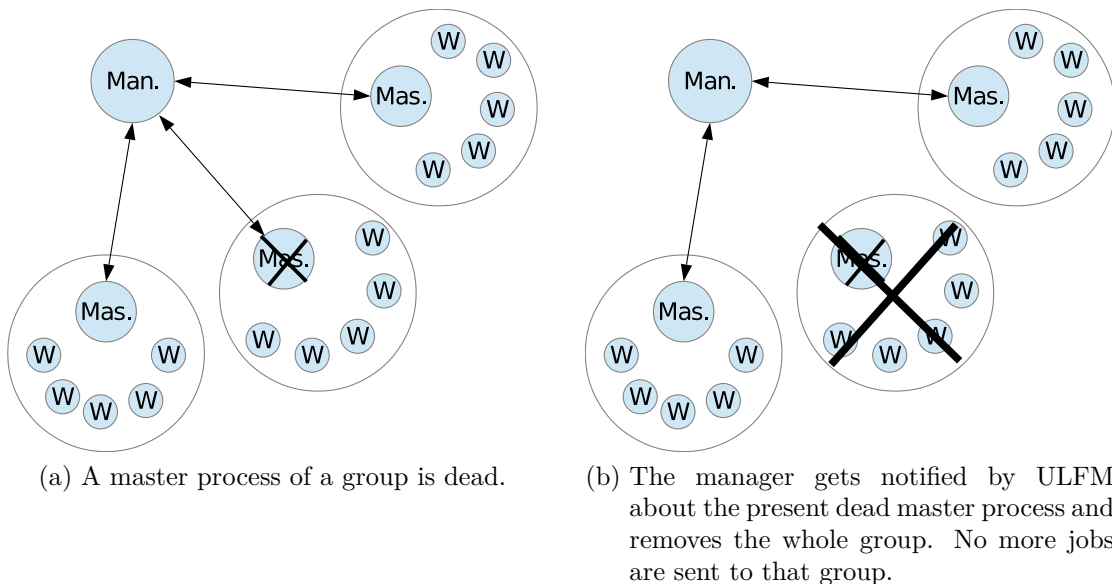 Man.
Mas.
W
W
W
W
W
Mas.
W
W
W
W
W
Mas.
W
W
W
W
W
(a) A master process of a group is dead.
Man.
Mas.
W
W
W
W
W
Mas.
W
W
W
W
W
Mas.
W
W
W
W
W
(b) The manager gets notified by ULFM
about the present dead master process and
removes the whole group. No more jobs
are sent to that group.